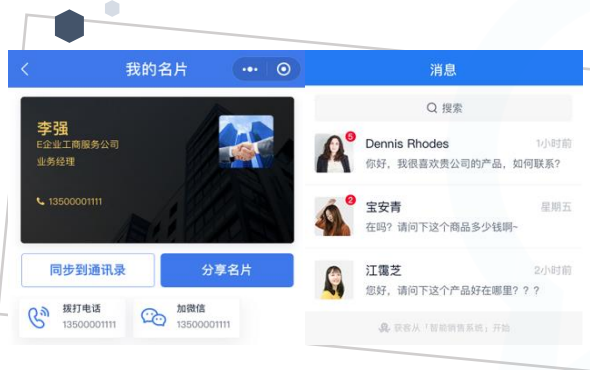 我的名片
李强
E企业工商服务公司
业务经理
13500001111
同步到通讯录
分享名片
拨打电话
13500001111
加微信
13500001111
消息
搜索
5
Dennis Rhodes
1小时前
你好，我很喜欢贵公司的产品，如何联系？
2
宝安青
星期五
在吗？请问下这个商品多少钱啊~
江霭芝
2小时前
您好，请问下这个产品好在哪里？？？
获客从「智能销售系统」开始